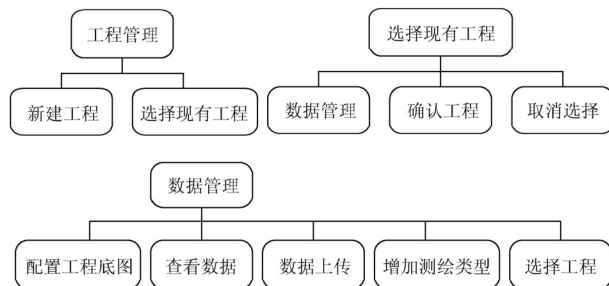 工程管理
选择现有工程
新建工程
选择现有工程
数据管理
确认工程
取消选择
数据管理
配置工程底图
查看数据
数据上传
增加测绘类型
选择工程